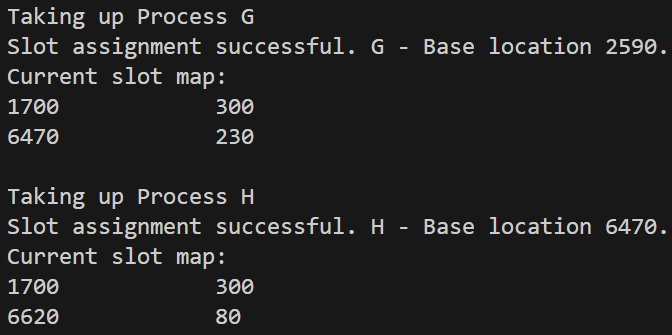 Taking up Process G
Slot assignment successful. G - Base location 2590.
Current slot map:
1700            300
6470            230

Taking up Process H
Slot assignment successful. H - Base location 6470.
Current slot map:
1700            300
6620            80